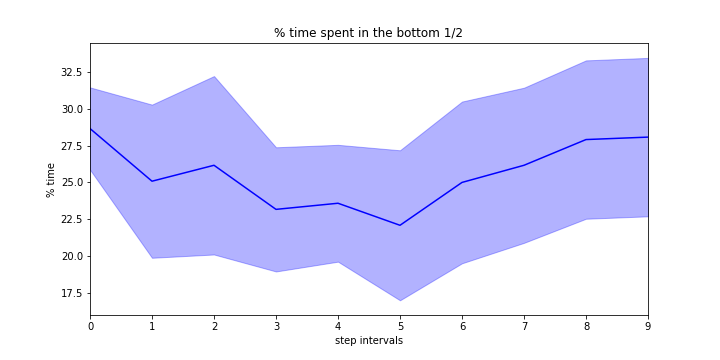 % time spent in the bottom 1/2
32.5
30.0
27.5
25.0
22.5
20.0
17.5
% time
0 1 2 3 4 5 6 7 8 9
step intervals